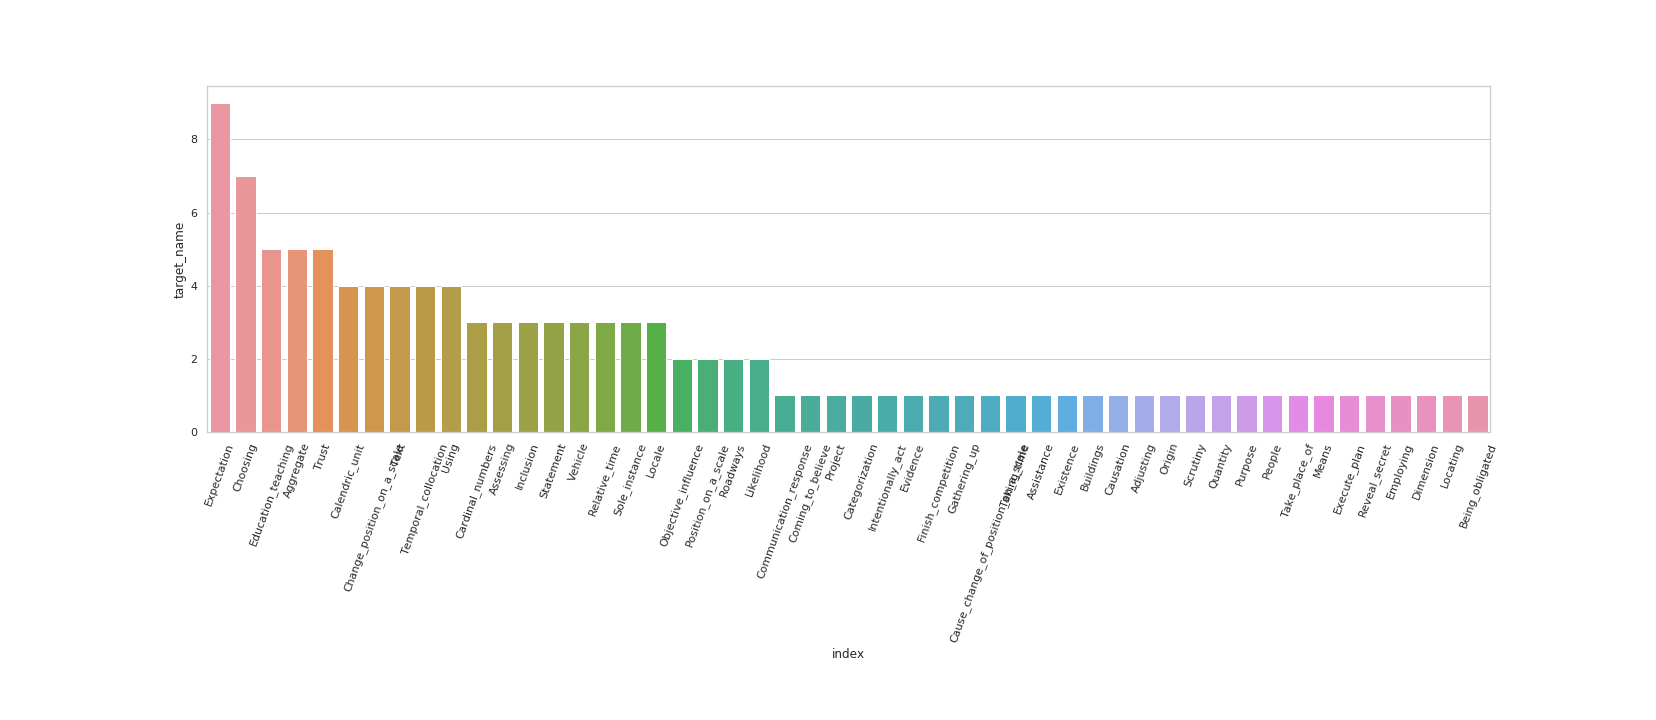 8
6
4
2
0
target_name
Expectation
Choosing
Education_teaching
Aggregate
Trust
Calendric_unit
Change_position_on_a_scale
Text
Temporal_collocation
Using
Cardinal_numbers
Assessing
Inclusion
Statement
Vehicle
Relative_time
Sole_instance
Locale
Objective_influence
Position_on_a_scale
Roadways
Likelihood
Communication_response
Coming_to_believe
Project
Categorization
Intentionally_act
Evidence
Finish_competition
Gathering_up
Cause_change_of_position_on_a_scale
Taking_time
Assistance
Existence
Buildings
Causation
Adjusting
Origin
Scrutiny
Quantity
Purpose
People
Take_place_of
Means
Execute_plan
Reveal_secret
Employing
Dimension
Locating
Being_obligated
index